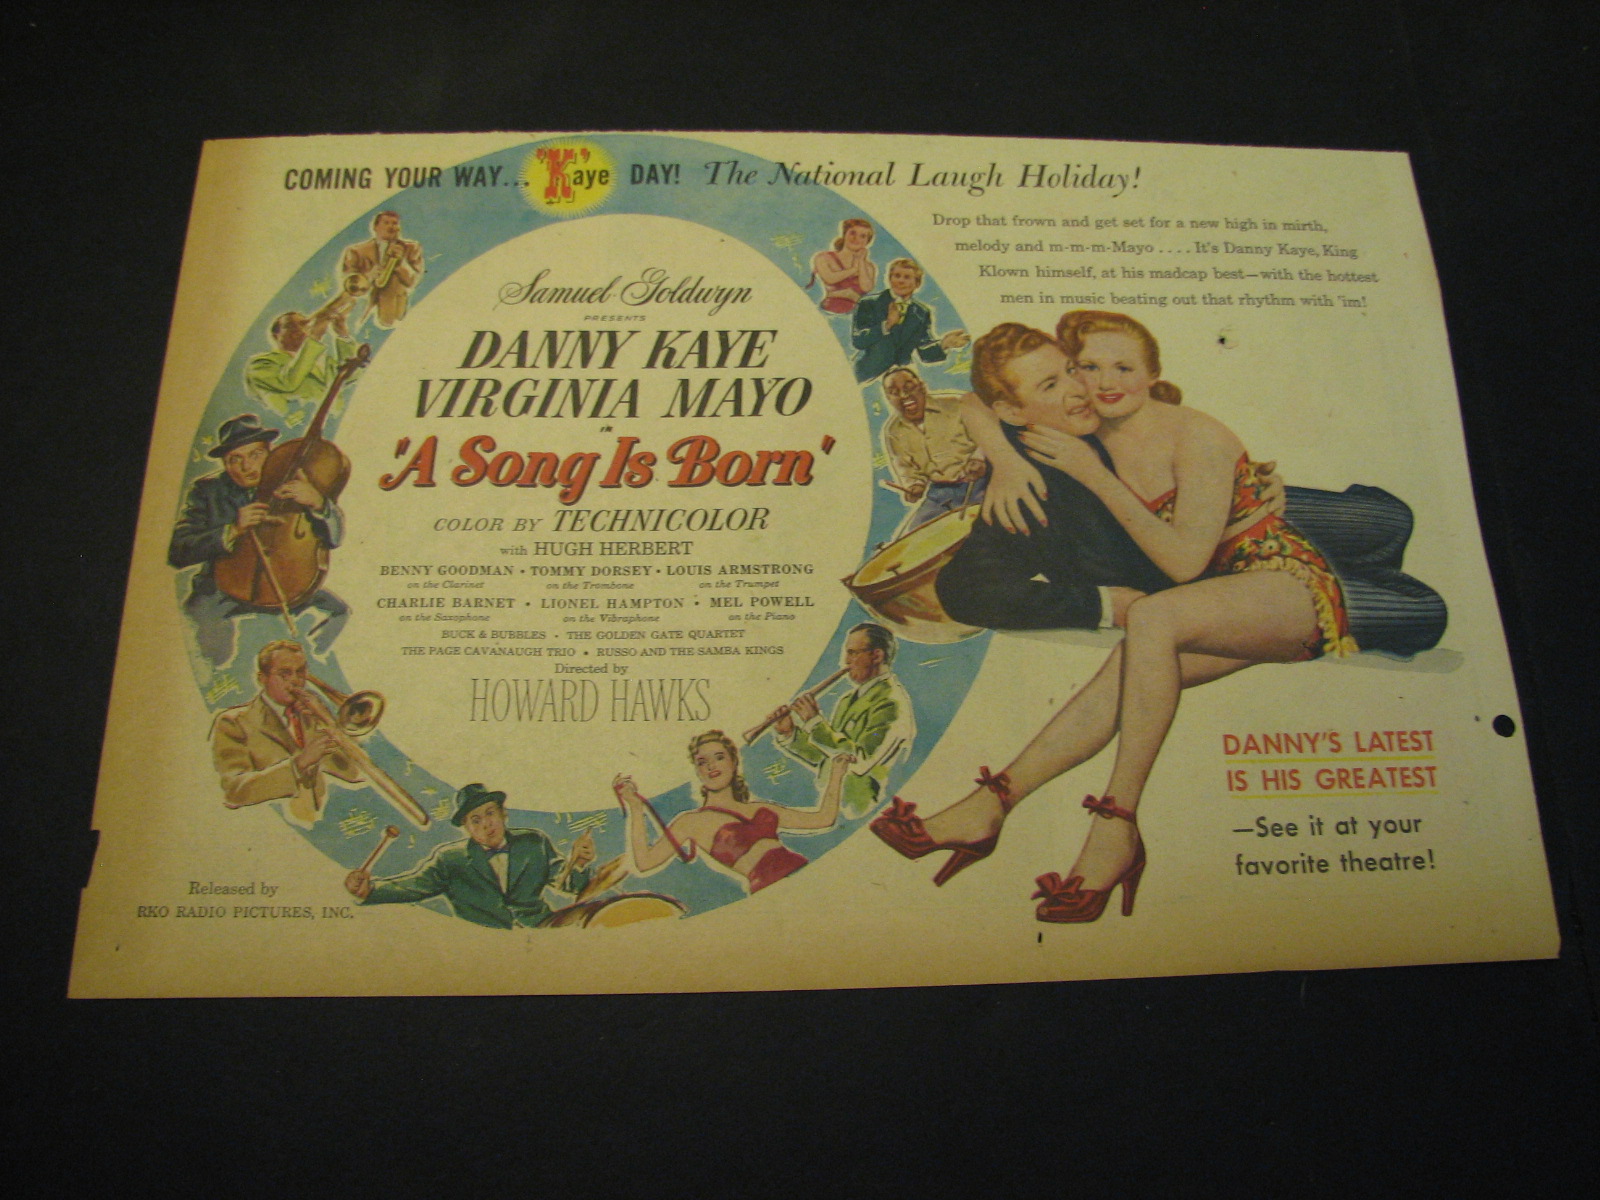 COMING YOUR WAY... 'K'aye DAY! The National Laugh Holiday!
Drop that frown and get set for a new high in mirth,
melody and m-m-m-Mayo .... It's Danny Kaye, King
Klown himself, at his madcap best—with the hottest
men in music beating out that rhythm with 'im!
Samuel Goldwyn
PRESENTS
DANNY KAYE
VIRGINIA MAYO
IN
'A Song Is Born'
COLOR BY TECHNICOLOR
with HUGH HERBERT
BENNY GOODMAN • TOMMY DORSEY • LOUIS ARMSTRONG
on the Clarinet on the Trombone on the Trumpet
CHARLIE BARNET • LIONEL HAMPTON • MEL POWELL
on the Saxophone on the Vibraphone on the Piano
BUCK & BUBBLES • THE GOLDEN GATE QUARTET
THE PAGE CAVANAUGH TRIO • RUSSO AND THE SAMBA KINGS
Directed by
HOWARD HAWKS
DANNY'S LATEST
IS HIS GREATEST
—See it at your
favorite theatre!
Released by
RKO RADIO PICTURES, INC.